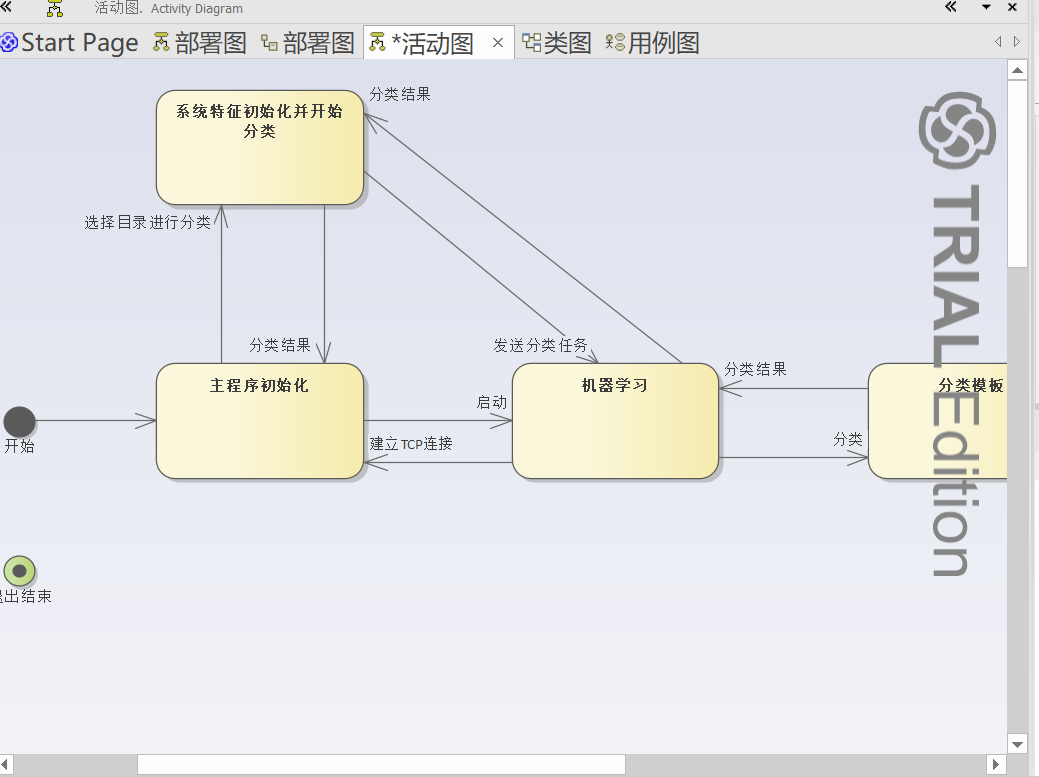 活动图. Activity Diagram
Start Page 部署图 部署图 *活动图 类图 用例图
分类结果
系统特征初始化并开始
分类
选择目录进行分类
分类结果
发送分类任务
主程序初始化
机器学习
分类结果
分类模板
启动
建立TCP连接
分类
开始
出结束
TRIAL Edition